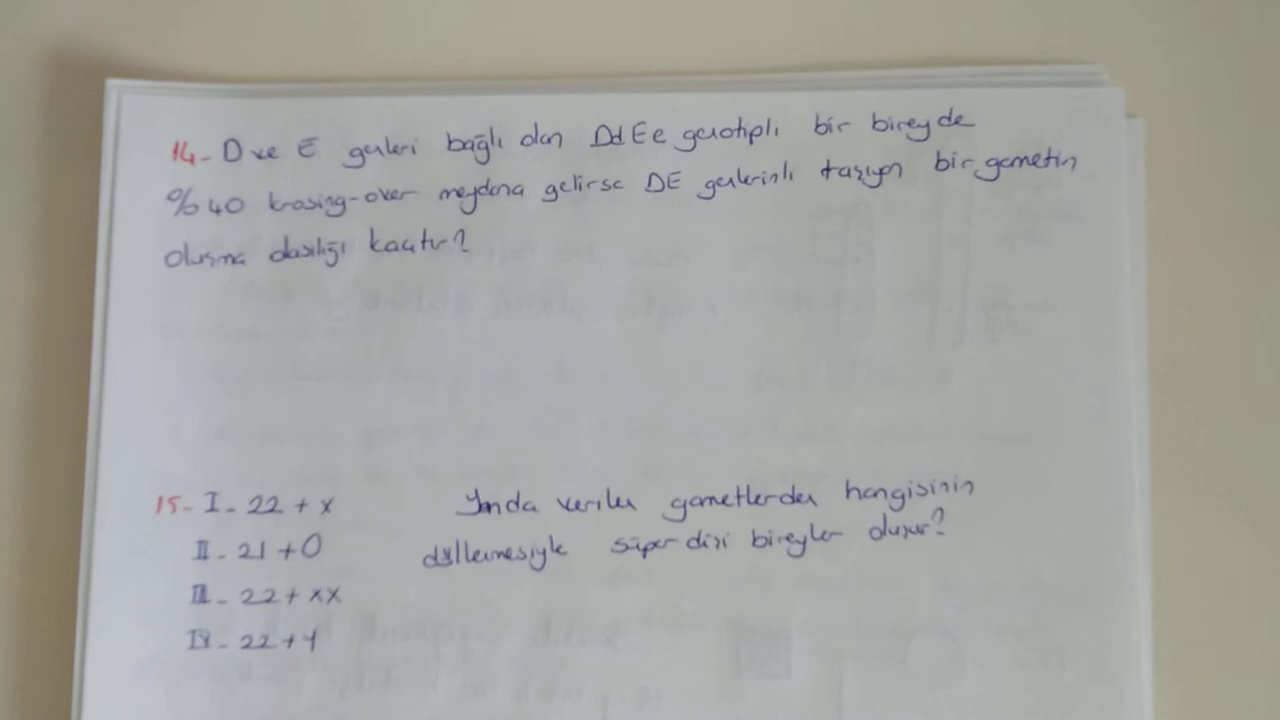 14- D ve E genleri bağlı olan DdEe genotipli bir bireyde
%40 krosing-over meydana gelirse DE genlerini taşıyan bir gametin
oluşma olasılığı kaçtır?
15- I- 22 + X Yanda verilen gametlerden hangisinin
II- 21 + 0 döllenmesiyle süper dişi bireyler oluşur?
III- 22 + XX
IV- 22 + Y